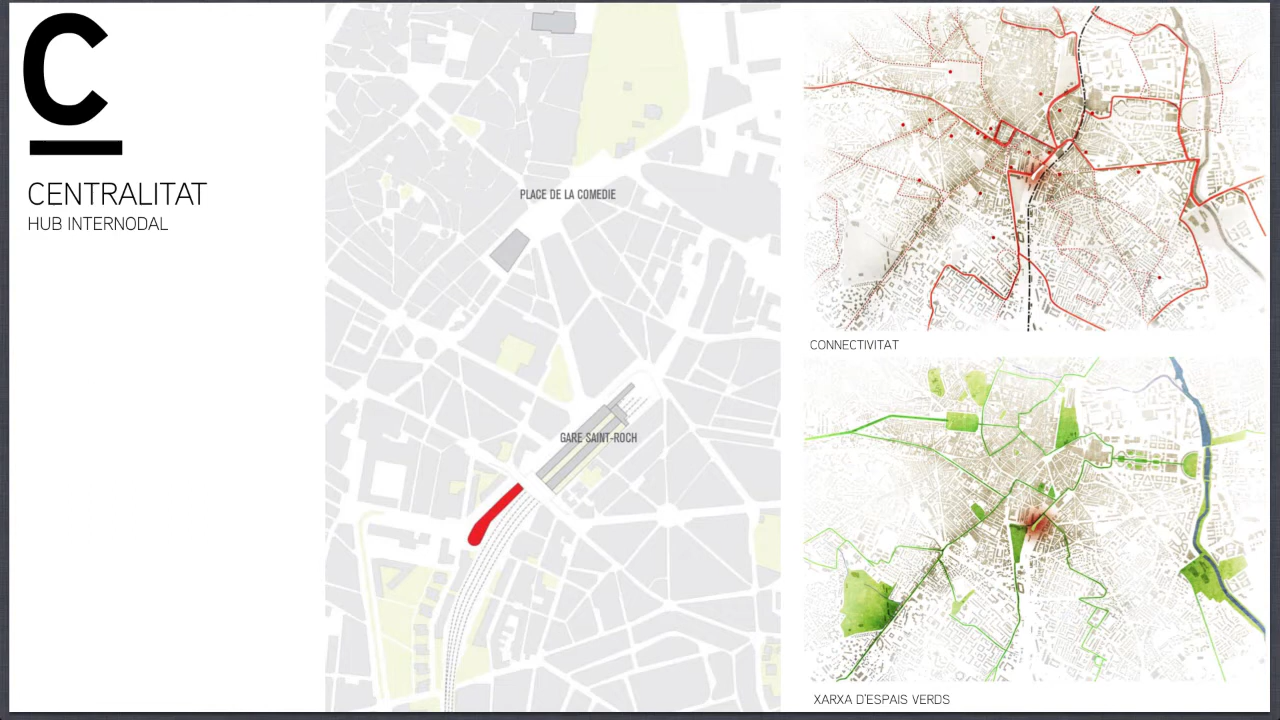 C
CENTRALITAT
HUB INTERNODAL
PLACE DE LA COMEDIE
GARE SAINT-ROCH
CONNECTIVITAT
XARXA D'ESPAIS VERDS